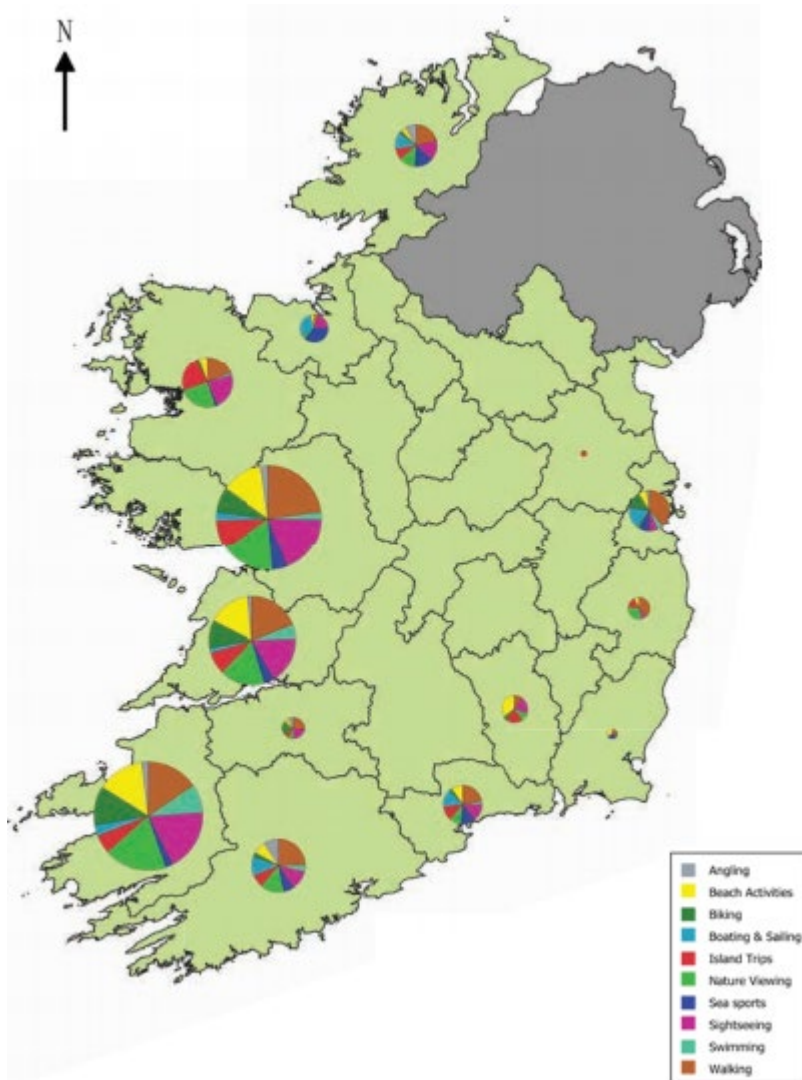 N
Angling
Beach Activities
Biking
Boating & Sailing
Island Trips
Nature Viewing
Sea sports
Sightseeing
Swimming
Walking